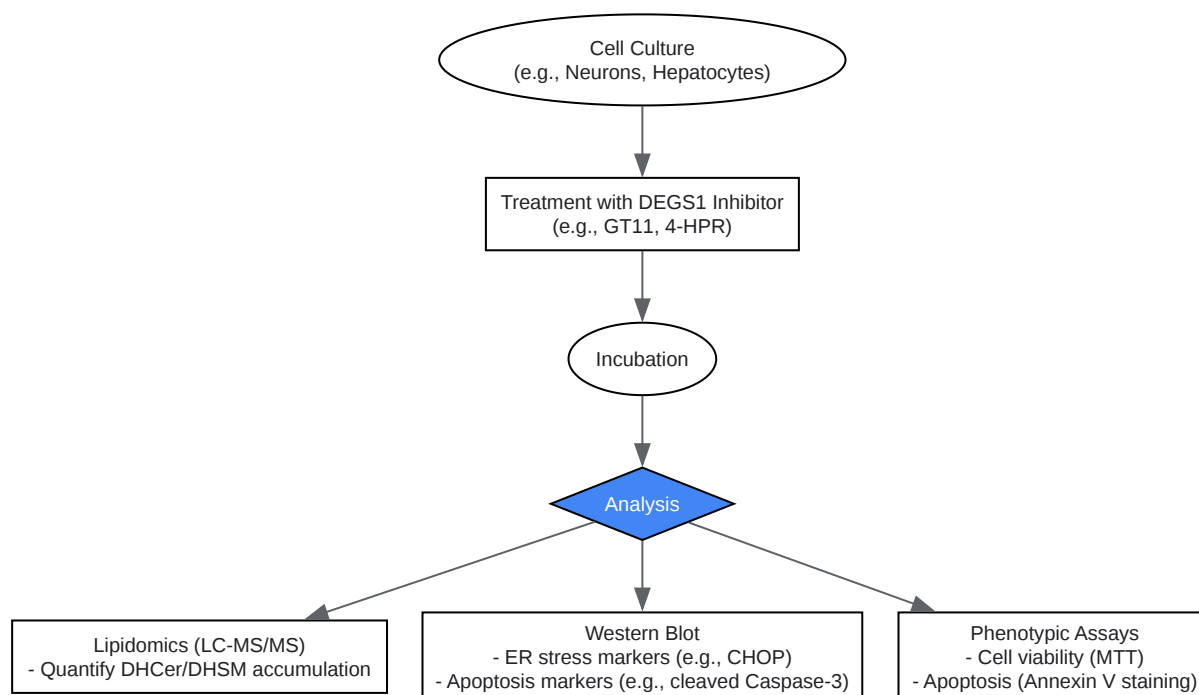 Cell Culture
(e.g., Neurons, Hepatocytes)
Treatment with DEGS1 Inhibitor
(e.g., GT11, 4-HPR)
Incubation
Analysis
Lipidomics (LC-MS/MS)
- Quantify DHCer/DHSM accumulation
Western Blot
- ER stress markers (e.g., CHOP)
- Apoptosis markers (e.g., cleaved Caspase-3)
Phenotypic Assays
- Cell viability (MTT)
- Apoptosis (Annexin V staining)